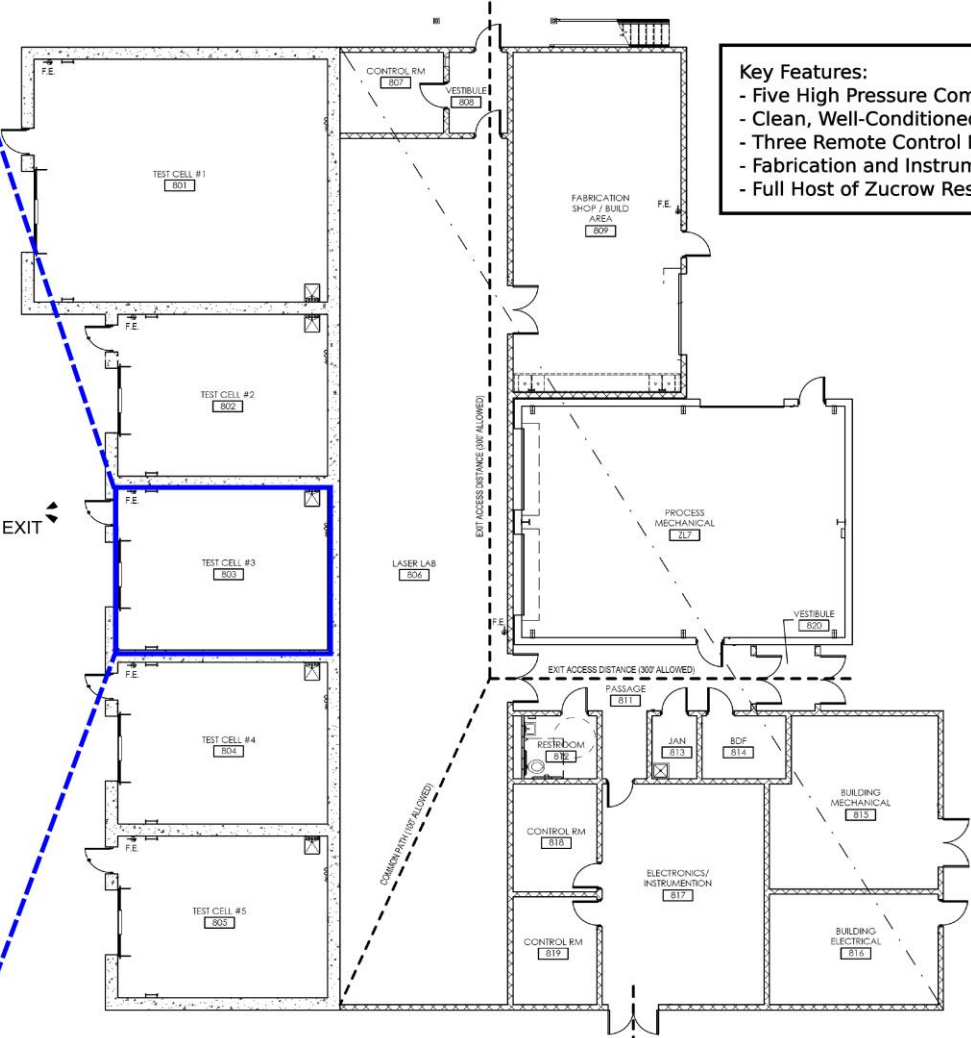 Key Features:
- Five High Pressure Com
- Clean, Well-Conditioned
- Three Remote Control
- Fabrication and Instrum
- Full Host of Zucrow Res
F.E.
CONTROL RM
807
VESTIBULE
808
TEST CELL #1
801
FABRICATION
SHOP / BUILD
AREA
809
F.E.
F.E.
TEST CELL #2
802
EXIT ACCESS DISTANCE (300' ALLOWED)
F.E.
EXIT
TEST CELL #3
803
LASER LAB
806
PROCESS
MECHANICAL
ZL7
F.E.
VESTIBULE
820
F.E.
EXIT ACCESS DISTANCE (300' ALLOWED)
PASSAGE
811
TEST CELL #4
804
RESTROOM
812
JAN
813
BDF
814
COMMON PATH (100' ALLOWED)
BUILDING
MECHANICAL
815
CONTROL RM
818
F.E.
ELECTRONICS/
INSTRUMENTION
817
TEST CELL #5
805
CONTROL RM
819
BUILDING
ELECTRICAL
816